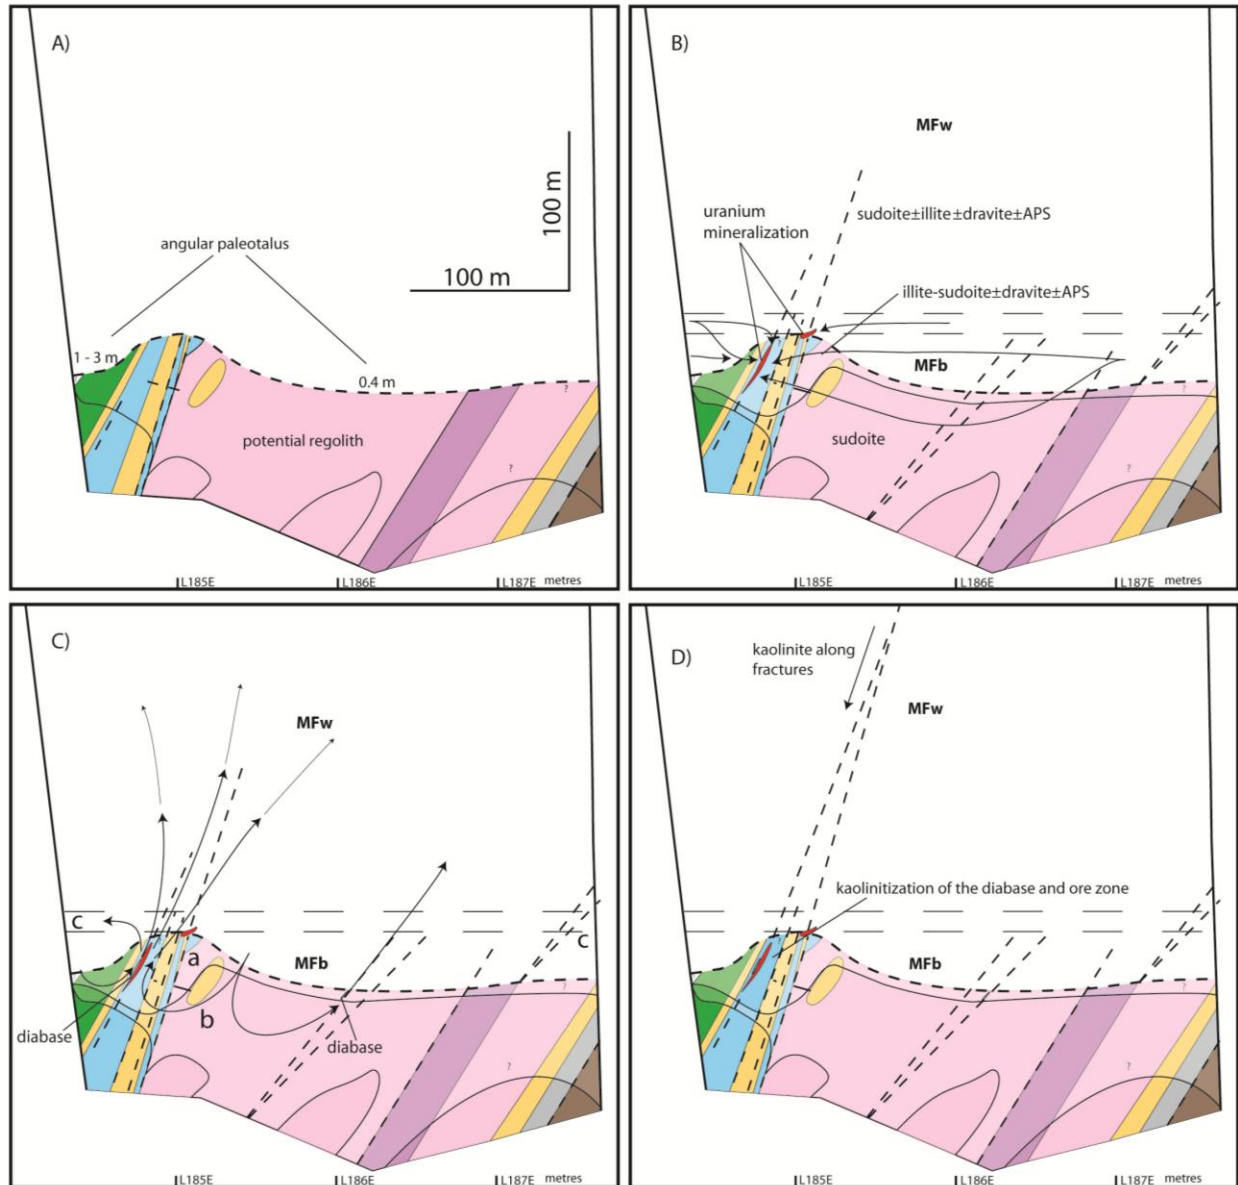 A)
angular paleotalus
100 m
100 m
1 - 3 m
0.4 m
?
potential regolith
?
L185E
L186E
L187E
metres
B)
MFw
uranium
mineralization
sudoite±illite±dravite±APS
illite-sudoite±dravite±APS
MFb
?
sudoite
?
L185E
L186E
L187E
metres
C)
MFw
c
c
a
MFb
?
b
diabase
diabase
?
L185E
L186E
L187E
metres
D)
kaolinite along
fractures
MFw
kaolinitization of the diabase and ore zone
MFb
?
?
L185E
L186E
L187E
metres